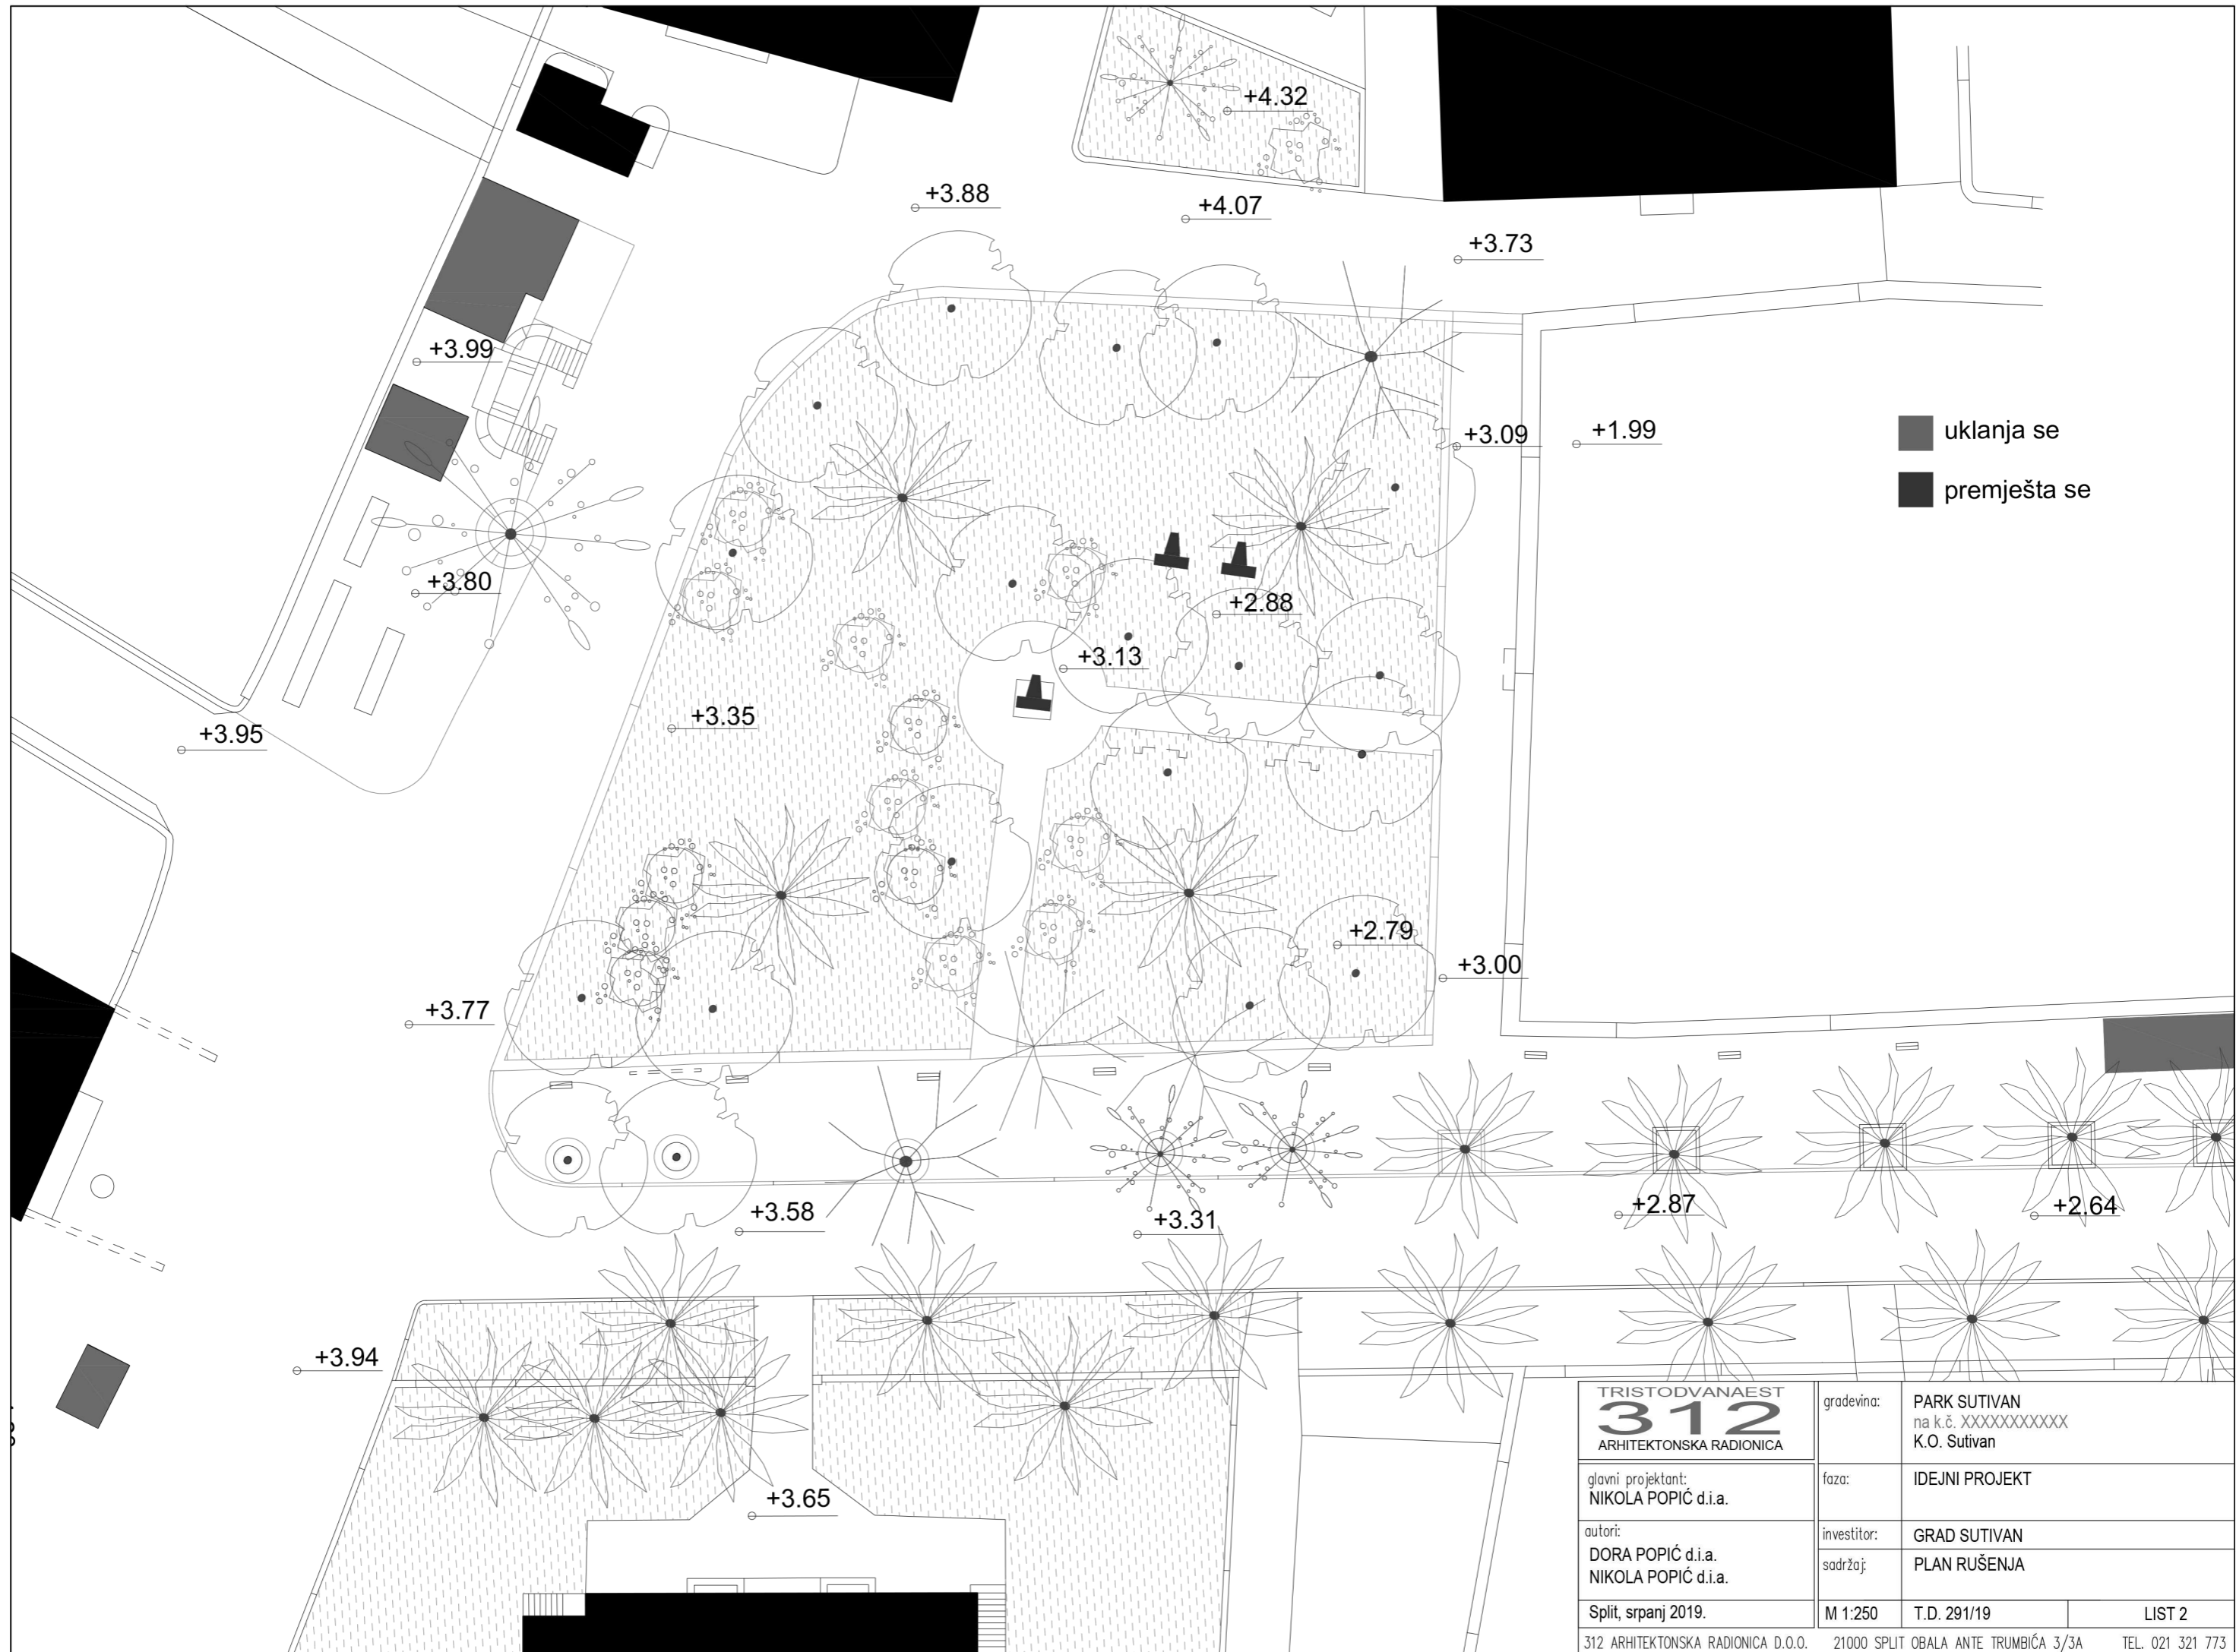 +4.32
+3.88
+4.07
+3.73
+3.99
+3.09
+1.99
uklanja se
premješta se
+3.80
+2.88
+3.13
+3.35
+3.95
+2.79
+3.00
+3.77
+3.58
+3.31
+2.87
+2.64
+3.94
+3.65
TRISTODVANAEST
312
ARHITEKTONSKA RADIONICA
građevina:
PARK SUTIVAN
na k.č. XXXXXXXXXXX
K.O. Sutivan
glavni projektant:
NIKOLA POPIĆ d.i.a.
faza:
IDEJNI PROJEKT
autori:
DORA POPIĆ d.i.a.
NIKOLA POPIĆ d.i.a.
investitor:
GRAD SUTIVAN
sadržaj:
PLAN RUŠENJA
Split, srpanj 2019.
M 1:250
T.D. 291/19
LIST 2
312 ARHITEKTONSKA RADIONICA D.O.O. 21000 SPLIT OBALA ANTE TRUMBIĆA 3/3A TEL. 021 321 773